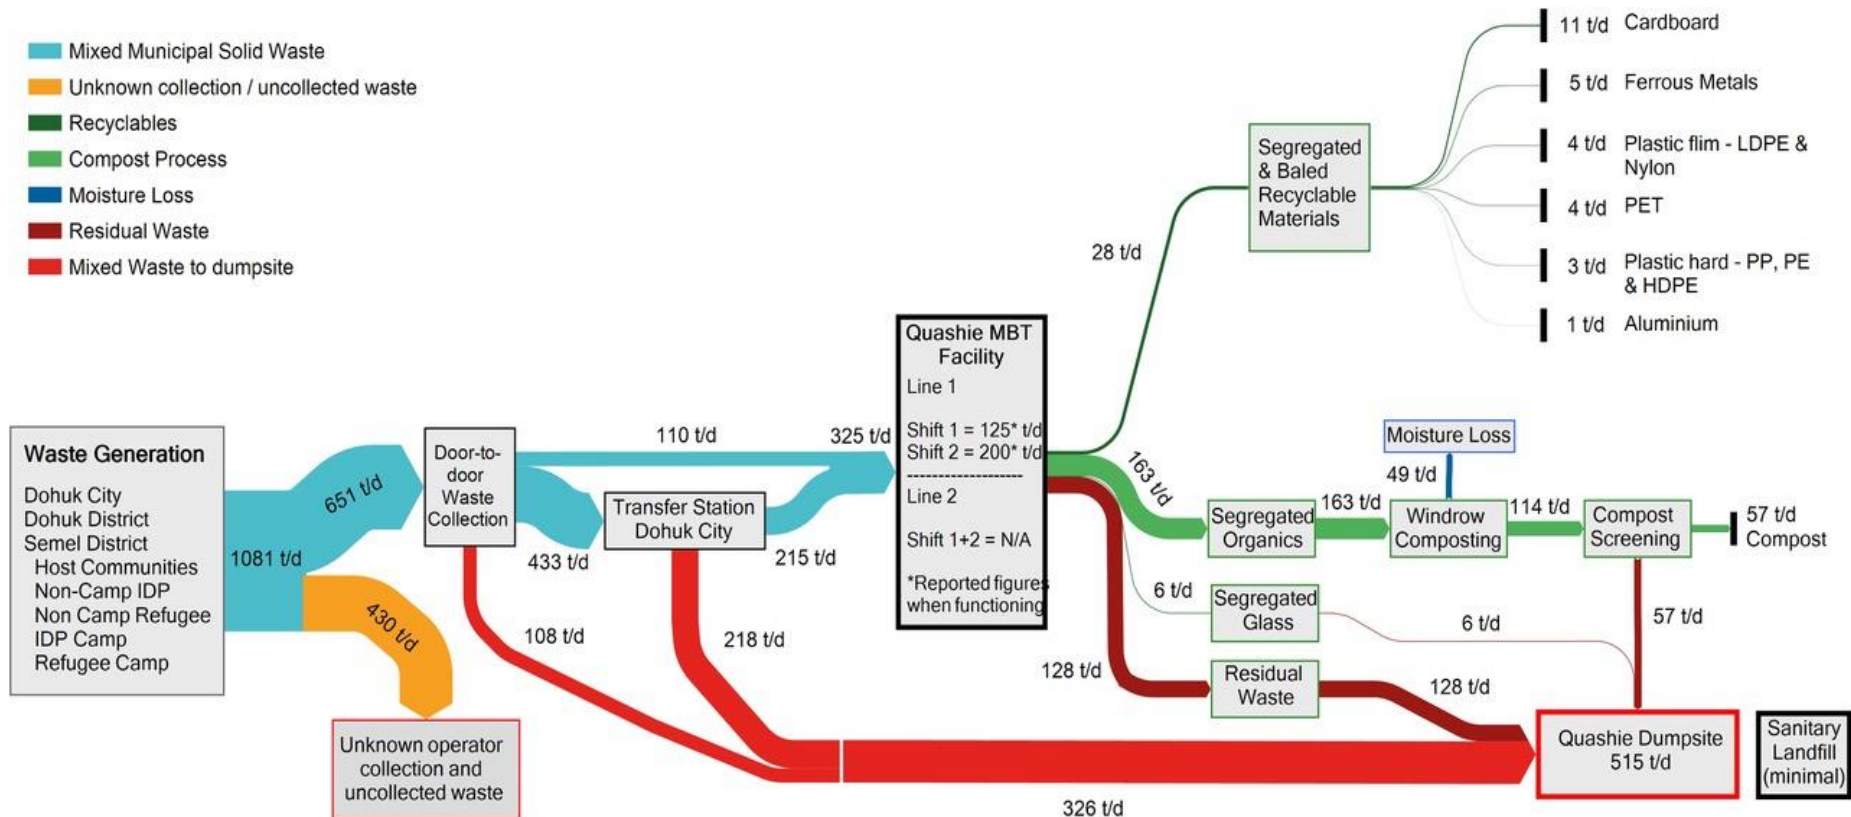 Mixed Municipal Solid Waste
Unknown collection / uncollected waste
Recyclables
Compost Process
Moisture Loss
Residual Waste
Mixed Waste to dumpsite
Waste Generation
Dohuk City
Dohuk District
Semel District
Host Communities
Non-Camp IDP
Non Camp Refugee
IDP Camp
Refugee Camp
1081 t/d
651 t/d
430 t/d
Unknown operator
collection and
uncollected waste
Door-to-
door
Waste
Collection
110 t/d
433 t/d
108 t/d
Transfer Station
Dohuk City
215 t/d
218 t/d
325 t/d
326 t/d
Quashie MBT
Facility
Line 1
Shift 1 = 125* t/d
Shift 2 = 200* t/d
--------------------
Line 2
Shift 1+2 = N/A
*Reported figures
when functioning
28 t/d
Segregated
& Baled
Recyclable
Materials
11 t/d Cardboard
5 t/d Ferrous Metals
4 t/d Plastic flim - LDPE &
Nylon
4 t/d PET
3 t/d Plastic hard - PP, PE
& HDPE
1 t/d Aluminium
163 t/d
Segregated
Organics
163 t/d
Moisture Loss
49 t/d
Windrow
Composting
114 t/d
Compost
Screening
57 t/d
Compost
6 t/d
Segregated
Glass
6 t/d
57 t/d
128 t/d
Residual
Waste
128 t/d
Quashie Dumpsite
515 t/d
Sanitary
Landfill
(minimal)